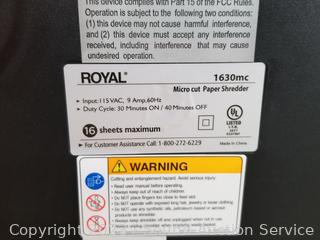 This device complies with Part 15 of the FCC Rules.
Operation is subject to the following two conditions:
(1) this device may not cause harmful
interference, and (2) this device must accept any
interference received, including
interference that may cause
undesired operation.
ROYAL®
1630mc
Micro cut Paper Shredder
Input: 115 VAC, 9 Amp, 60Hz
Duty Cycle: 30 Minutes ON / 40 Minutes OFF
16 sheets maximum
For Customer Assistance Call: 1-800-272-6229
UL
LISTED
MADE IN CHINA
WARNING
Cutting and entangling hazard. Avoid serious injury:
Read user manual before using.
Always keep out of reach of children.
Do not place fingers too close to feed slot.
Do not operate with exposed long hair, jewelry or loose clothing.
Do not use any synthetic oils, petroleum based or aerosol
products on shredder.
Always keep shredder off and unplugged when not in use.
AuctionNinja